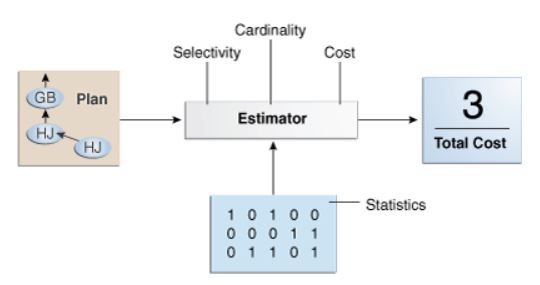 Cardinality
Selectivity
Cost
GB
Plan
HJ
HJ
Estimator
3
Total Cost
Statistics
1 0 1 0 0
0 0 0 1 1
0 1 1 0 1